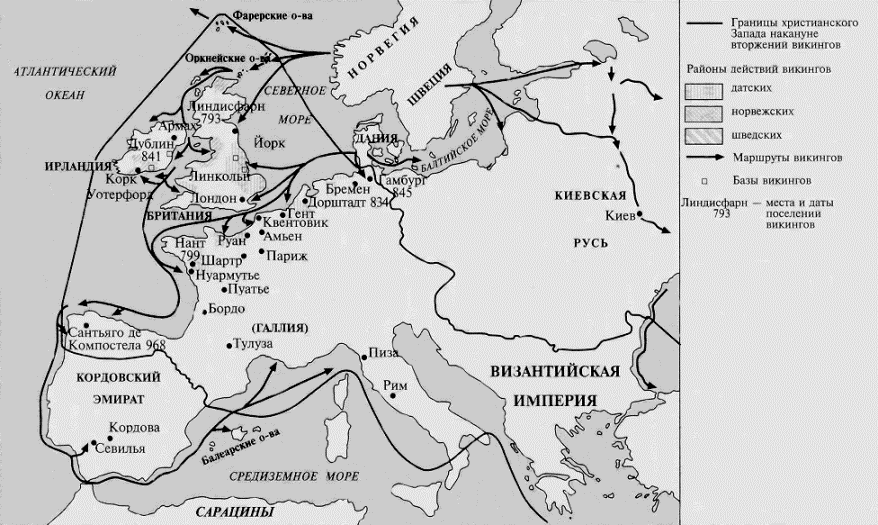 Фарерские о-ва
Оркнейские о-ва
НОРВЕГИЯ
ШВЕЦИЯ
АТЛАНТИЧЕСКИЙ
ОКЕАН
СЕВЕРНОЕ
МОРЕ
Линдисфарн
793
Армах
Дублин
841
Йорк
ДАНИЯ
БАЛТИЙСКОЕ МОРЕ
ИРЛАНДИЯ
Корк
Уотерфорд
Линкольн
Лондон
БРИТАНИЯ
Бремен
Гамбург
845
Дорштадт 834
Гент
Квентовик
Амьен
Руан
Париж
Нант
799
Шартр
Нуармутье
Пуатье
Бордо
(ГАЛЛИЯ)
Тулуза
КИЕВСКАЯ
Киев
РУСЬ
Сантьяго де
Компостела 968
КОРДОВСКИЙ
ЭМИРАТ
Кордова
Севилья
Балеарские о-ва
Пиза
Рим
ВИЗАНТИЙСКАЯ
ИМПЕРИЯ
СРЕДИЗЕМНОЕ МОРЕ
САРАЦИНЫ
Границы христианского
Запада накануне
вторжений викингов
Районы действий викингов
датских
норвежских
шведских
Маршруты викингов
Базы викингов
Линдисфарн — места и даты
793 поселении
викингов